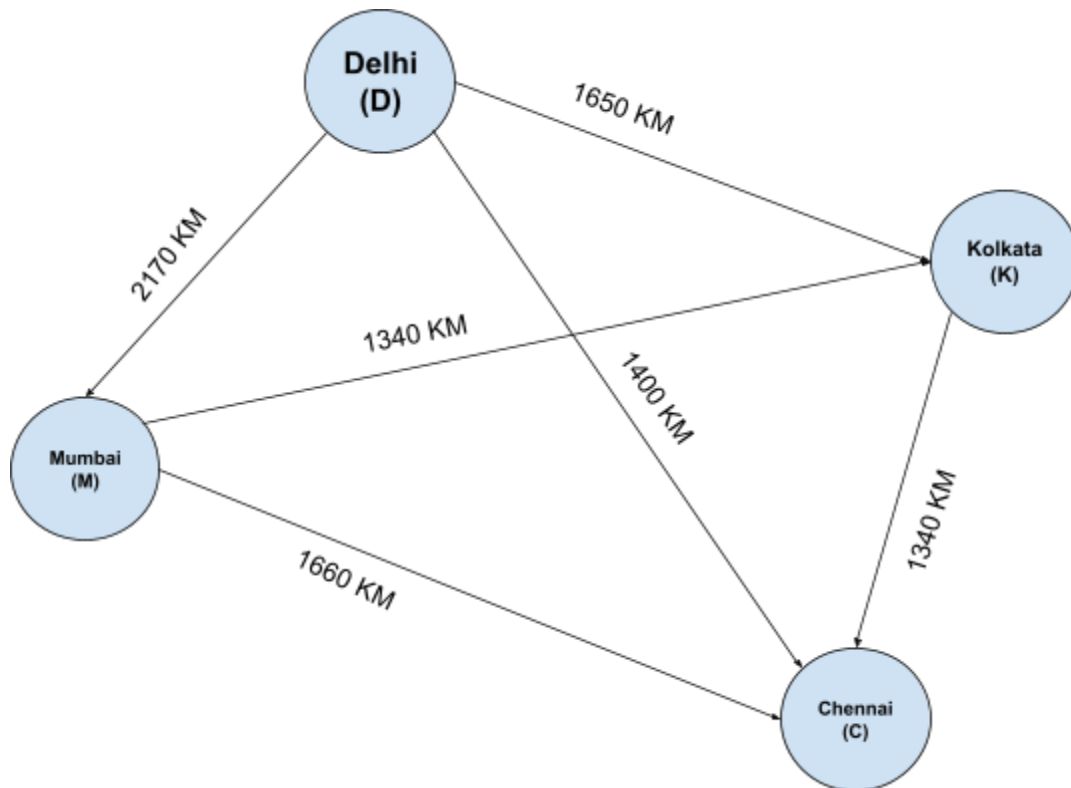 Delhi
(D)
1650 KM
Kolkata
(K)
2170 KM
1340 KM
1400 KM
Mumbai
(M)
1340 KM
1660 KM
Chennai
(C)